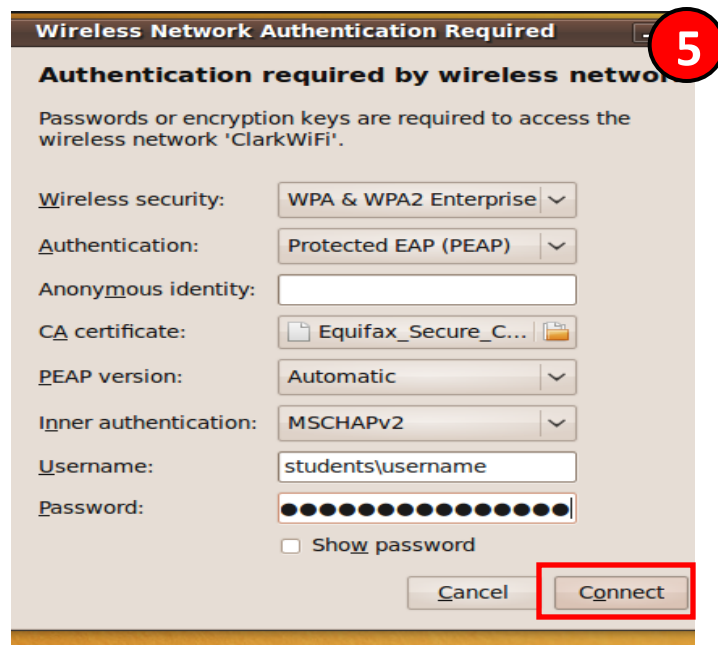 Wireless Network Authentication Required
5
Authentication required by wireless network
Passwords or encryption keys are required to access the
wireless network 'ClarkWiFi'.
Wireless security: WPA & WPA2 Enterprise
Authentication: Protected EAP (PEAP)
Anonymous identity:
CA certificate: Equifax_Secure_C...
PEAP version: Automatic
Inner authentication: MSCHAPv2
Username: students\username
Password: ●●●●●●●●●●●●●●●
Show password
Cancel Connect